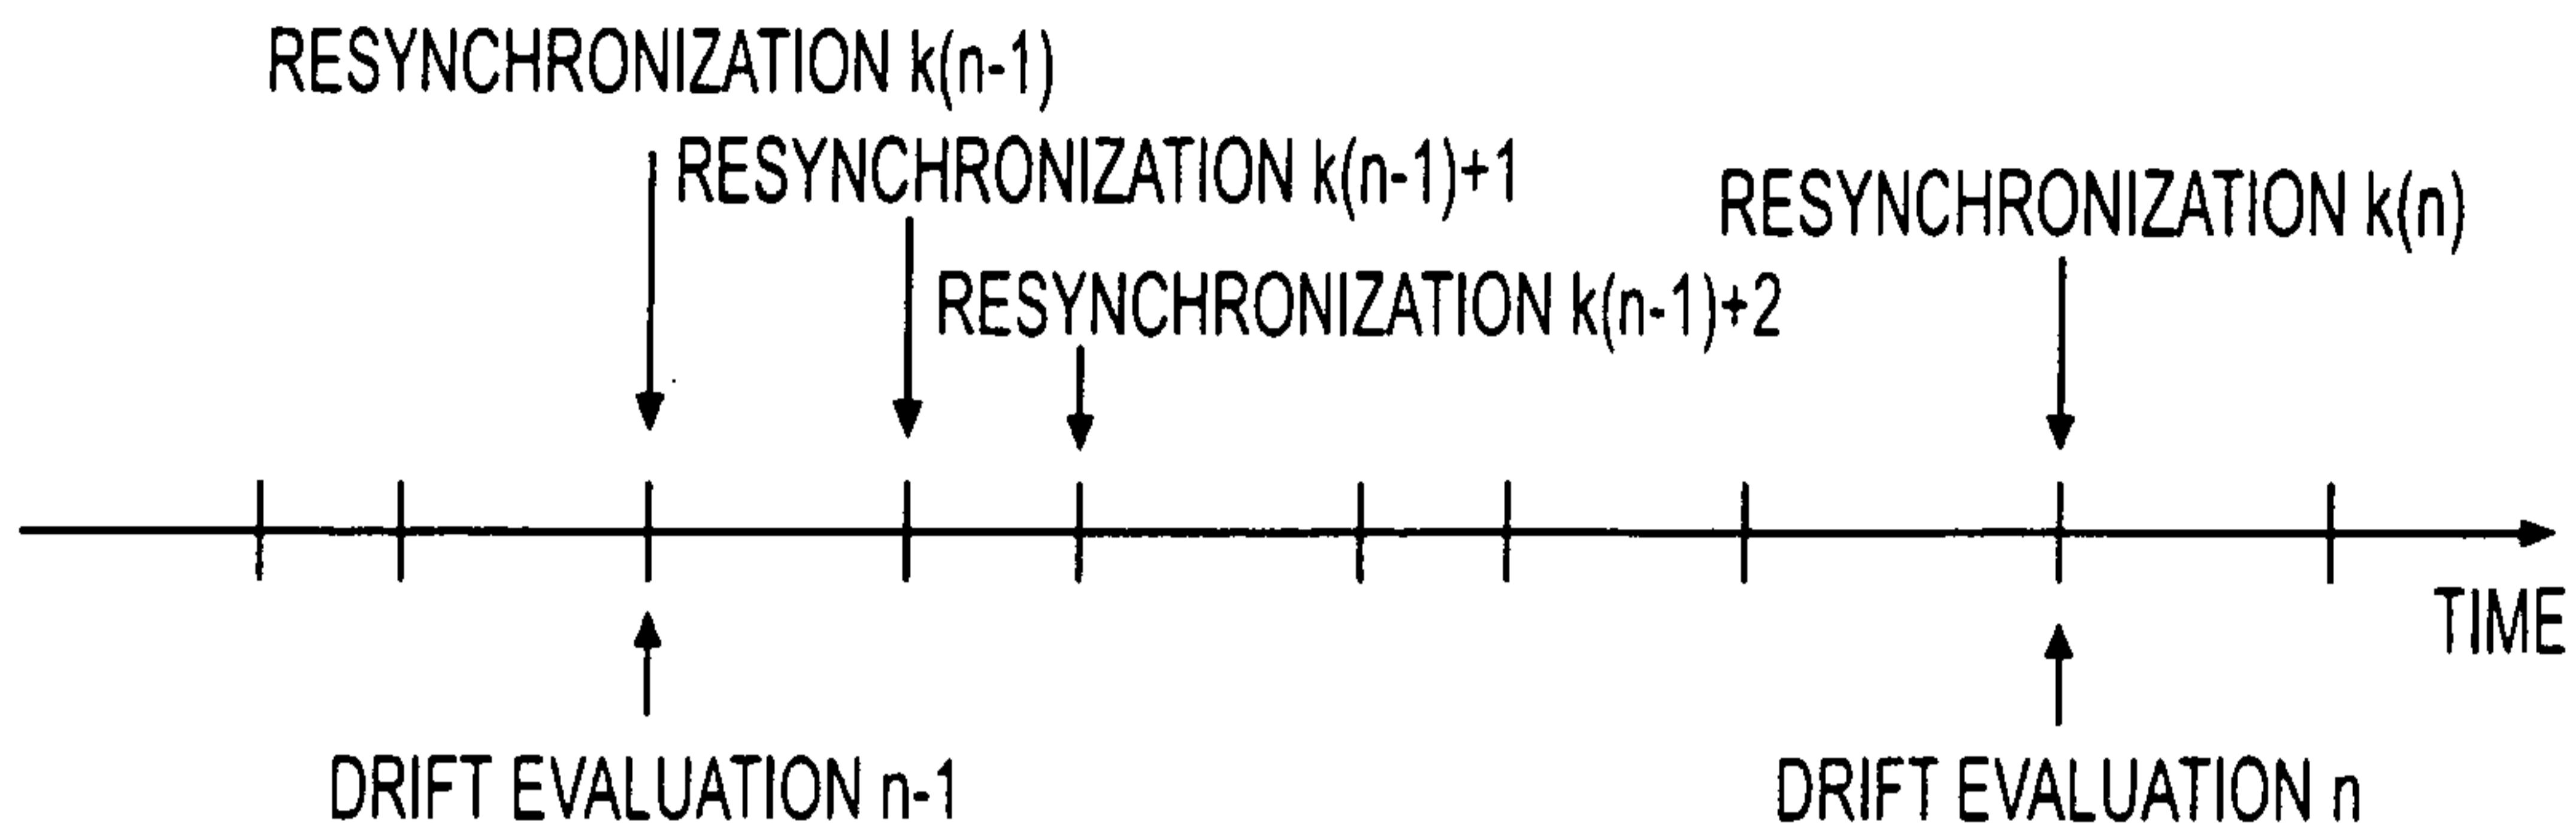 RESYNCHRONIZATION k(n-1)
RESYNCHRONIZATION k(n-1)+1
RESYNCHRONIZATION k(n)
RESYNCHRONIZATION k(n-1)+2
TIME
DRIFT EVALUATION n-1
DRIFT EVALUATION n